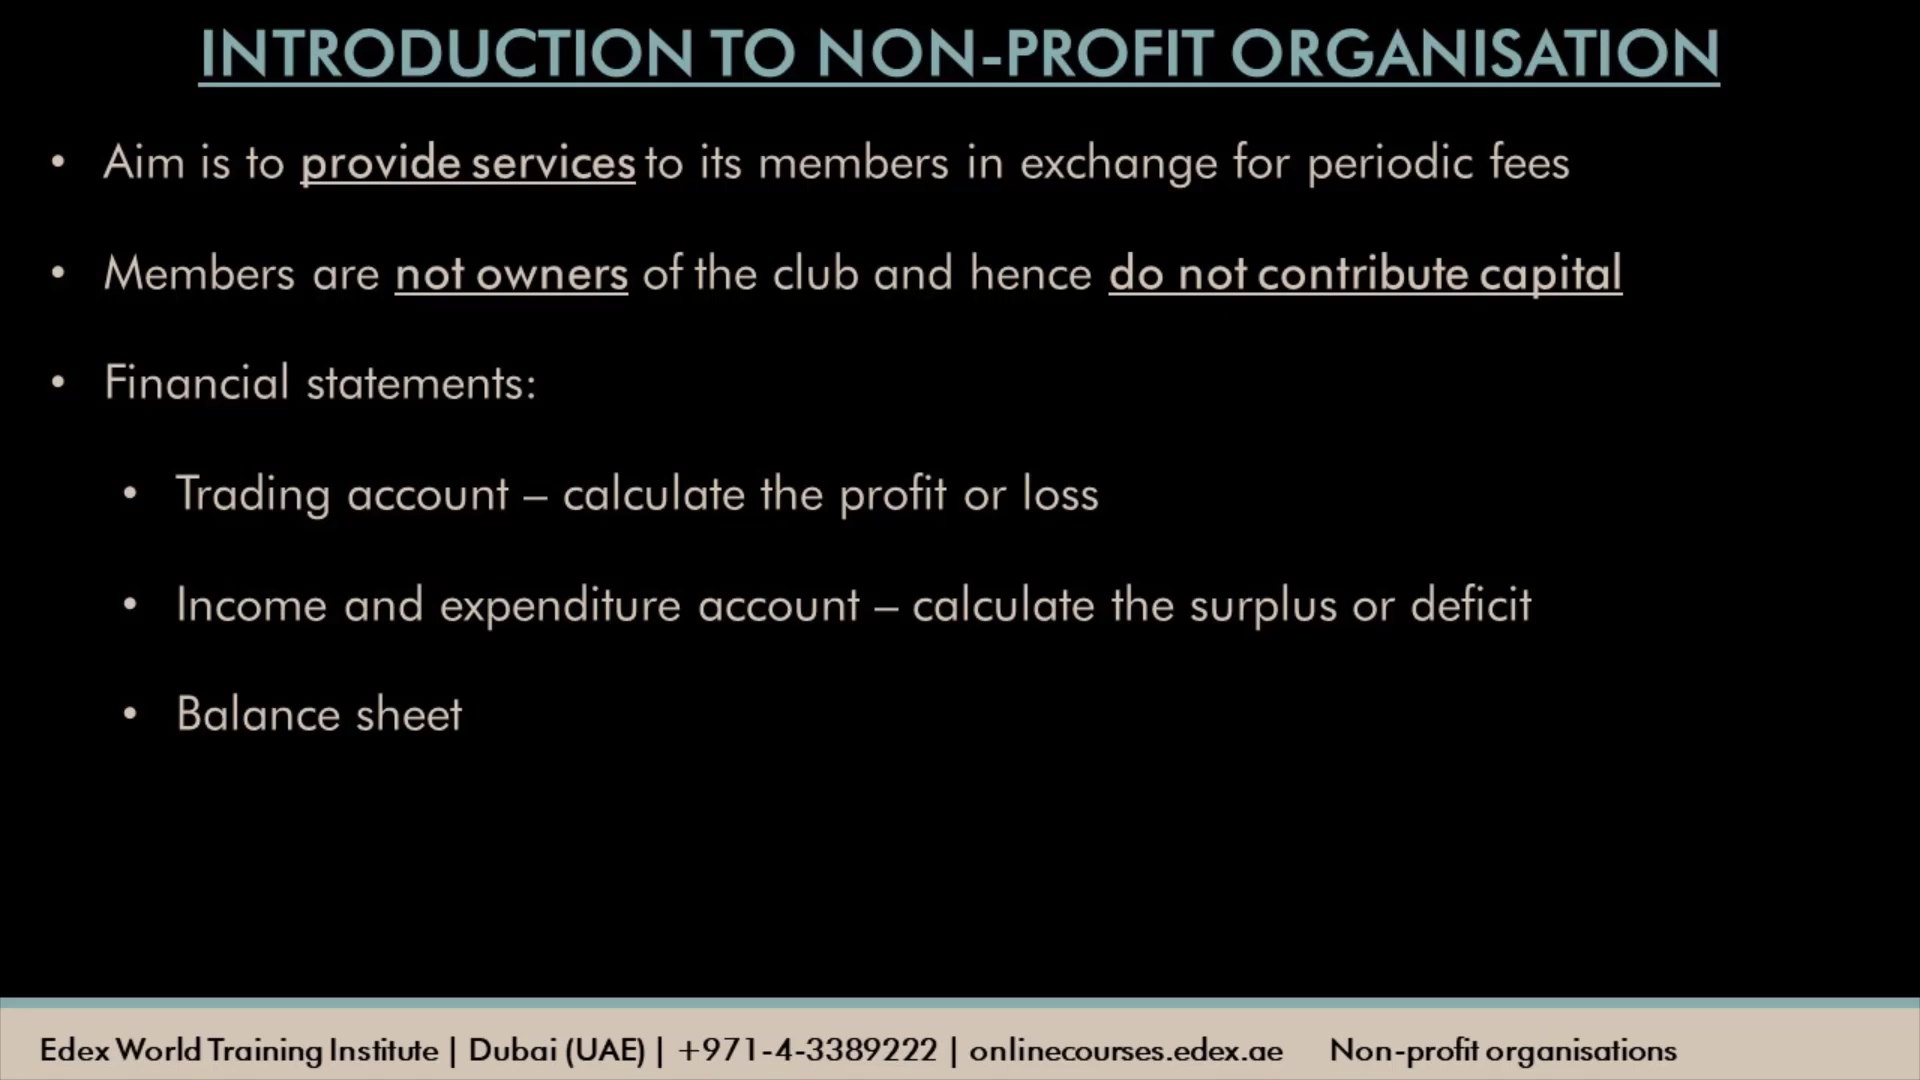 INTRODUCTION TO NON-PROFIT ORGANISATION
• Aim is to provide services to its members in exchange for periodic fees
• Members are not owners of the club and hence do not contribute capital
• Financial statements:
• Trading account – calculate the profit or loss
• Income and expenditure account – calculate the surplus or deficit
• Balance sheet
Edex World Training Institute | Dubai (UAE) | +971-4-3389222 | onlinecourses.edex.ae Non-profit organisations